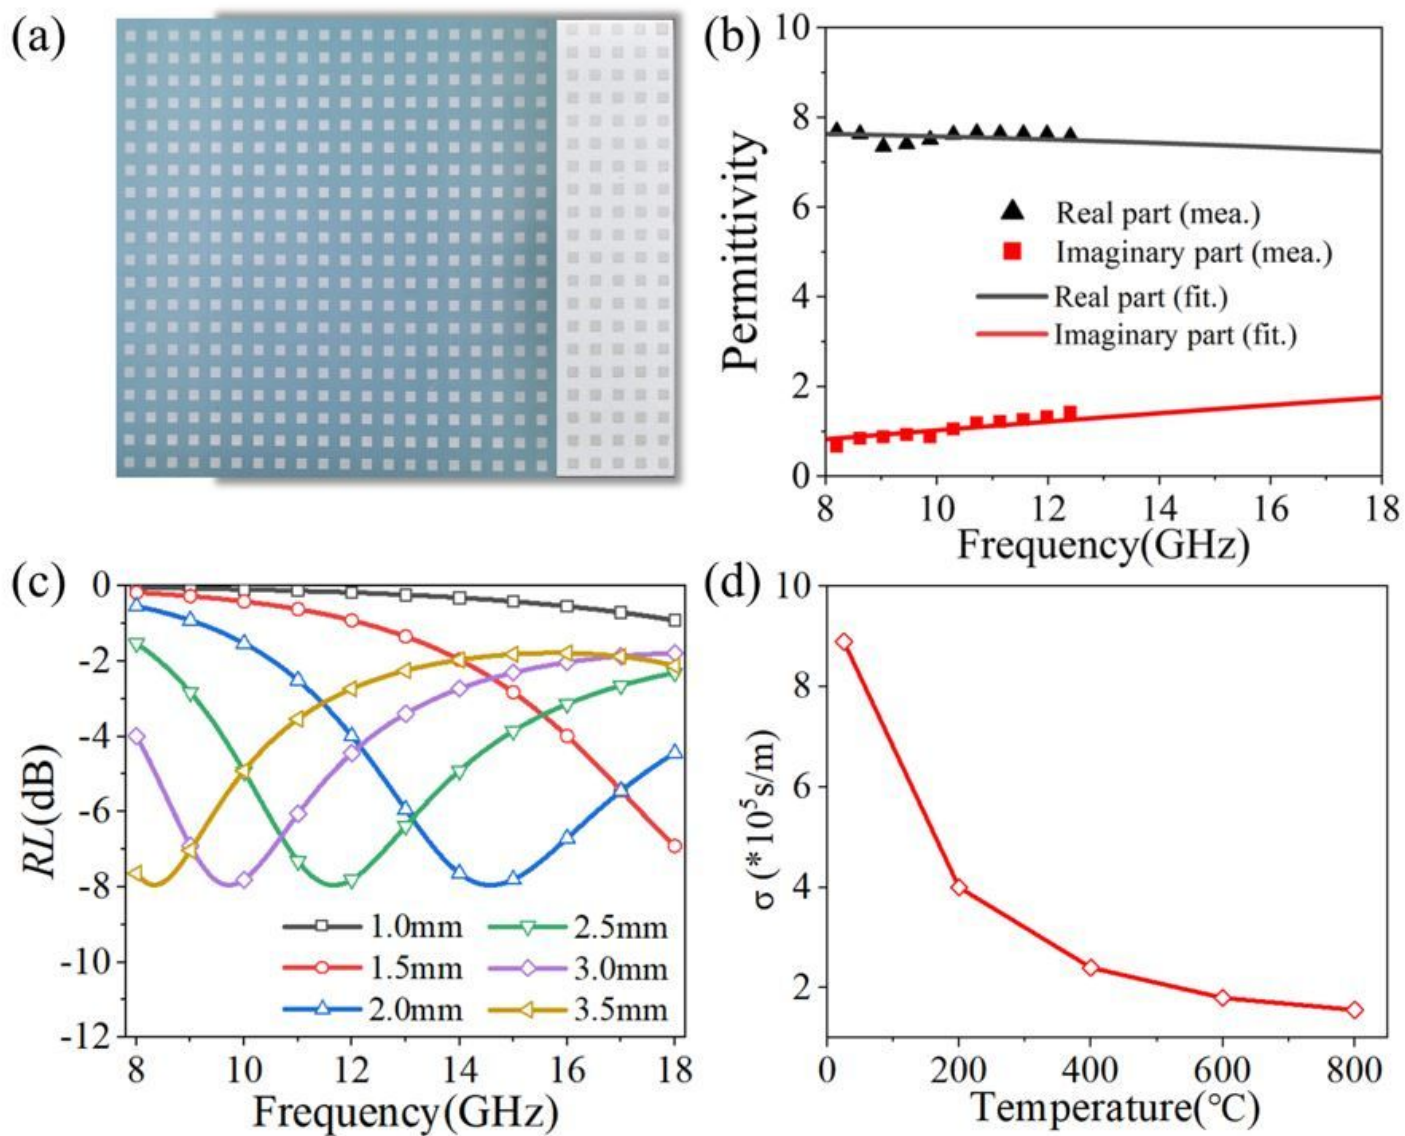 (a)
(b)
10
8
6
4
2
0
Permittivity
Real part (mea.)
Imaginary part (mea.)
Real part (fit.)
Imaginary part (fit.)
8 10 12 14 16 18
Frequency(GHz)
(c)
0
-2
-4
-6
-8
-10
-12
RL(dB)
1.0mm 2.5mm
1.5mm 3.0mm
2.0mm 3.5mm
8 10 12 14 16 18
Frequency(GHz)
(d)
10
8
6
4
2
σ (*10⁵s/m)
0 200 400 600 800
Temperature(℃)